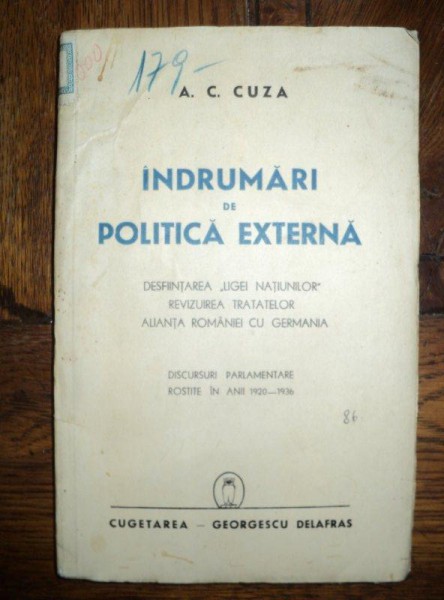 179-
A. C. CUZA
ÎNDRUMĂRI
DE
POLITICĂ EXTERNĂ
DESFIINȚAREA „LIGEI NAȚIUNILOR"
REVIZUIREA TRATATELOR
ALIANȚA ROMÂNIEI CU GERMANIA
DISCURSURI PARLAMENTARE
ROSTITE ÎN ANII 1920—1936
86.
CUGETAREA — GEORGESCU DELAFRAS